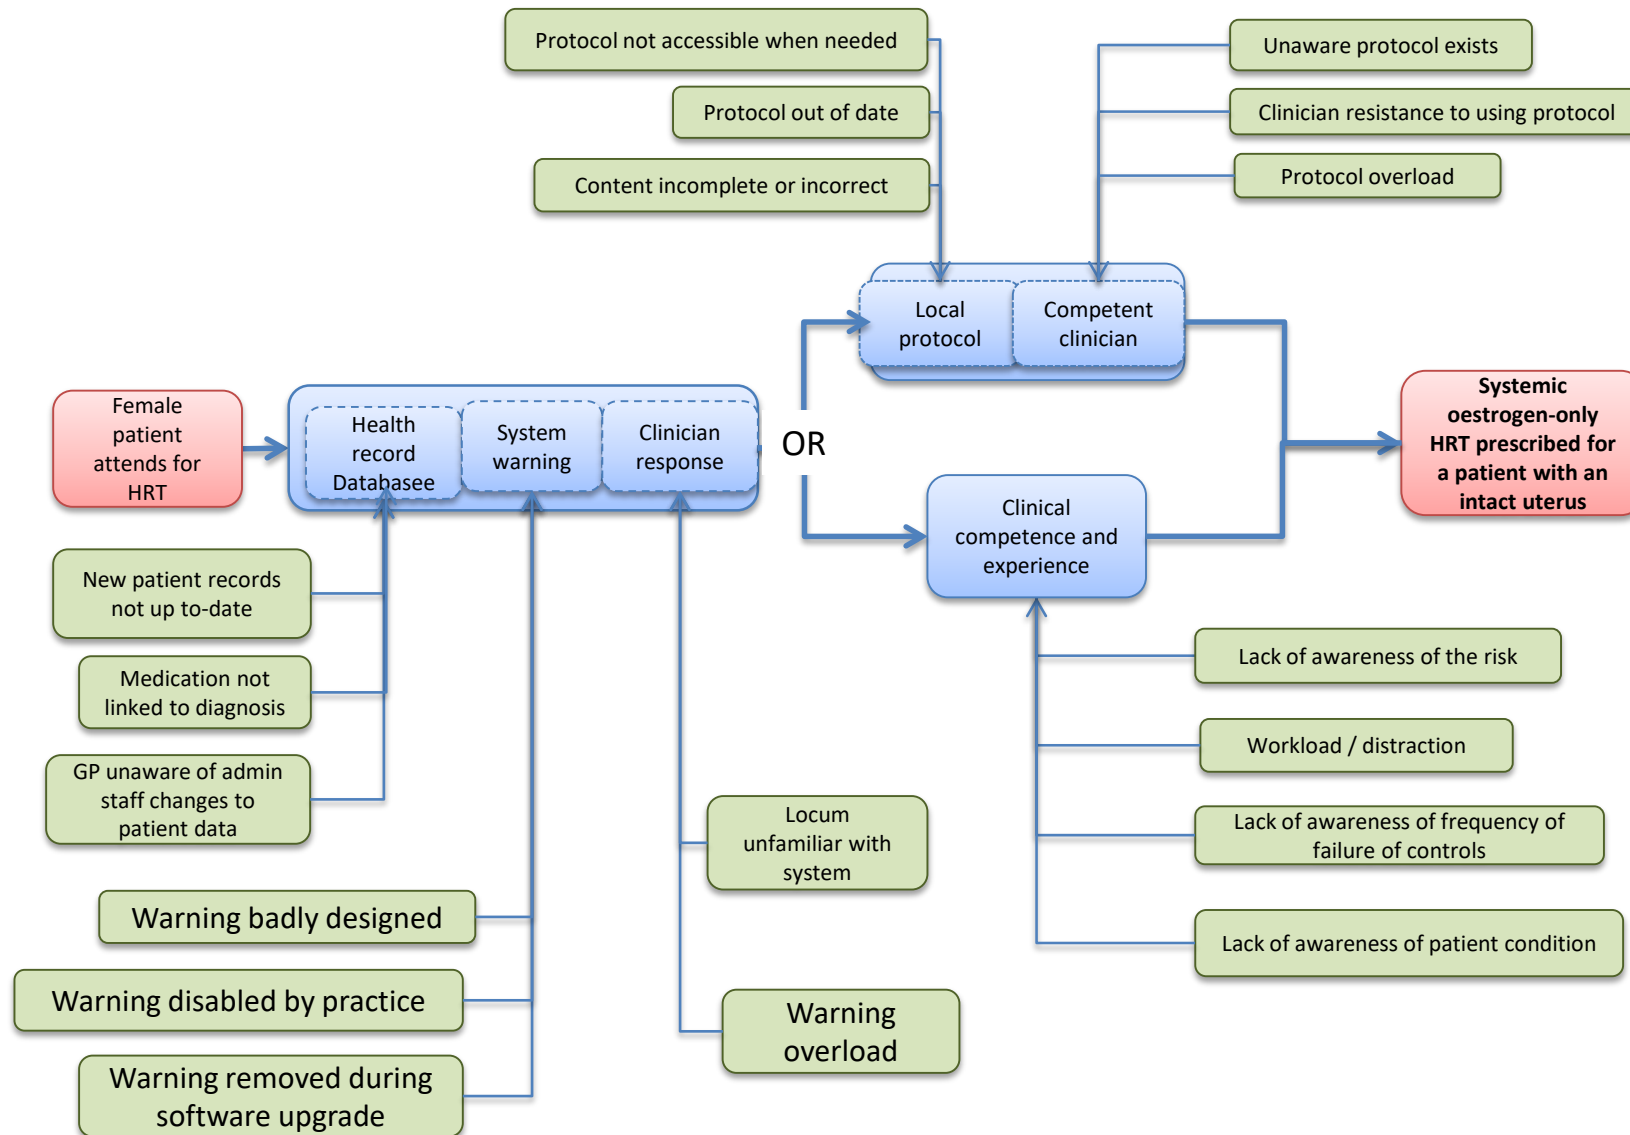 Protocol not accessible when needed
Protocol out of date
Content incomplete or incorrect
Unaware protocol exists
Clinician resistance to using protocol
Protocol overload
Local
protocol
Competent
clinician
Female
patient
attends for
HRT
Health
record
Databasee
System
warning
Clinician
response
OR
Clinical
competence and
experience
Systemic
oestrogen-only
HRT prescribed for
a patient with an
intact uterus
New patient records
not up to-date
Medication not
linked to diagnosis
GP unaware of admin
staff changes to
patient data
Warning badly designed
Warning disabled by practice
Warning removed during
software upgrade
Locum
unfamiliar with
system
Warning
overload
Lack of awareness of the risk
Workload / distraction
Lack of awareness of frequency of
failure of controls
Lack of awareness of patient condition